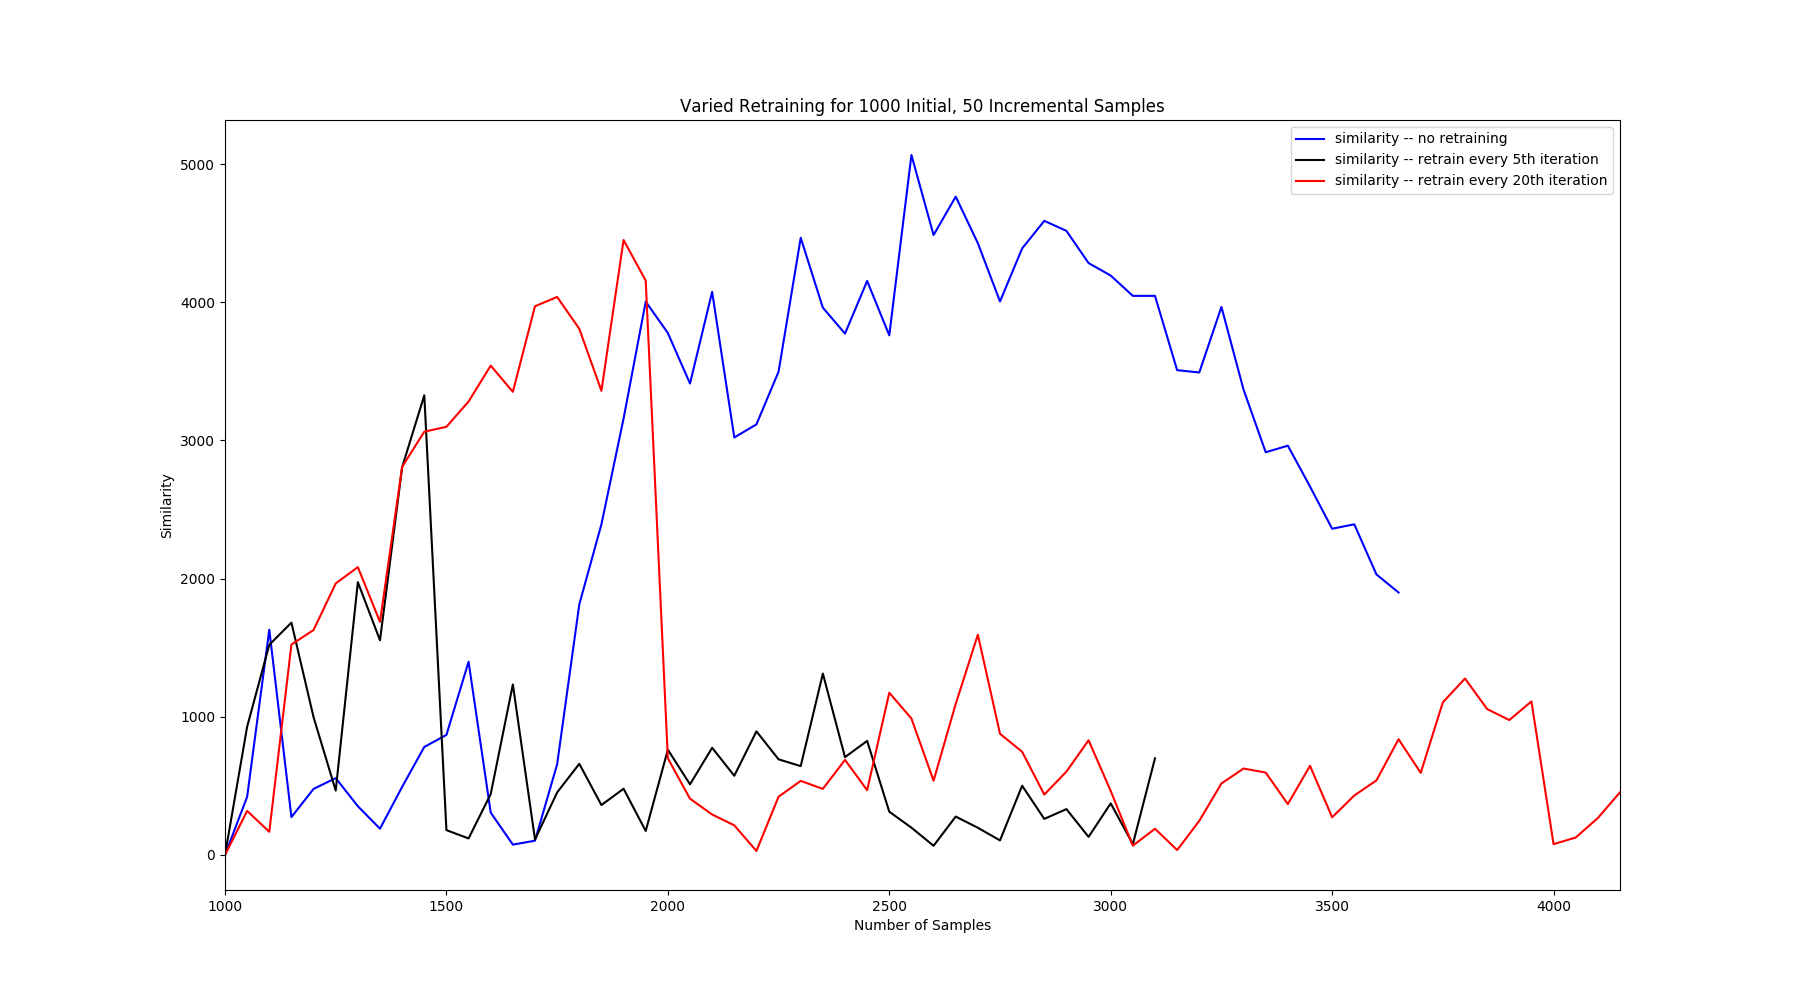 Varied Retraining for 1000 Initial, 50 Incremental Samples
similarity -- no retraining
similarity -- retrain every 5th iteration
similarity -- retrain every 20th iteration
5000
4000
3000
2000
1000
0
Similarity
1000 1500 2000 2500 3000 3500 4000
Number of Samples